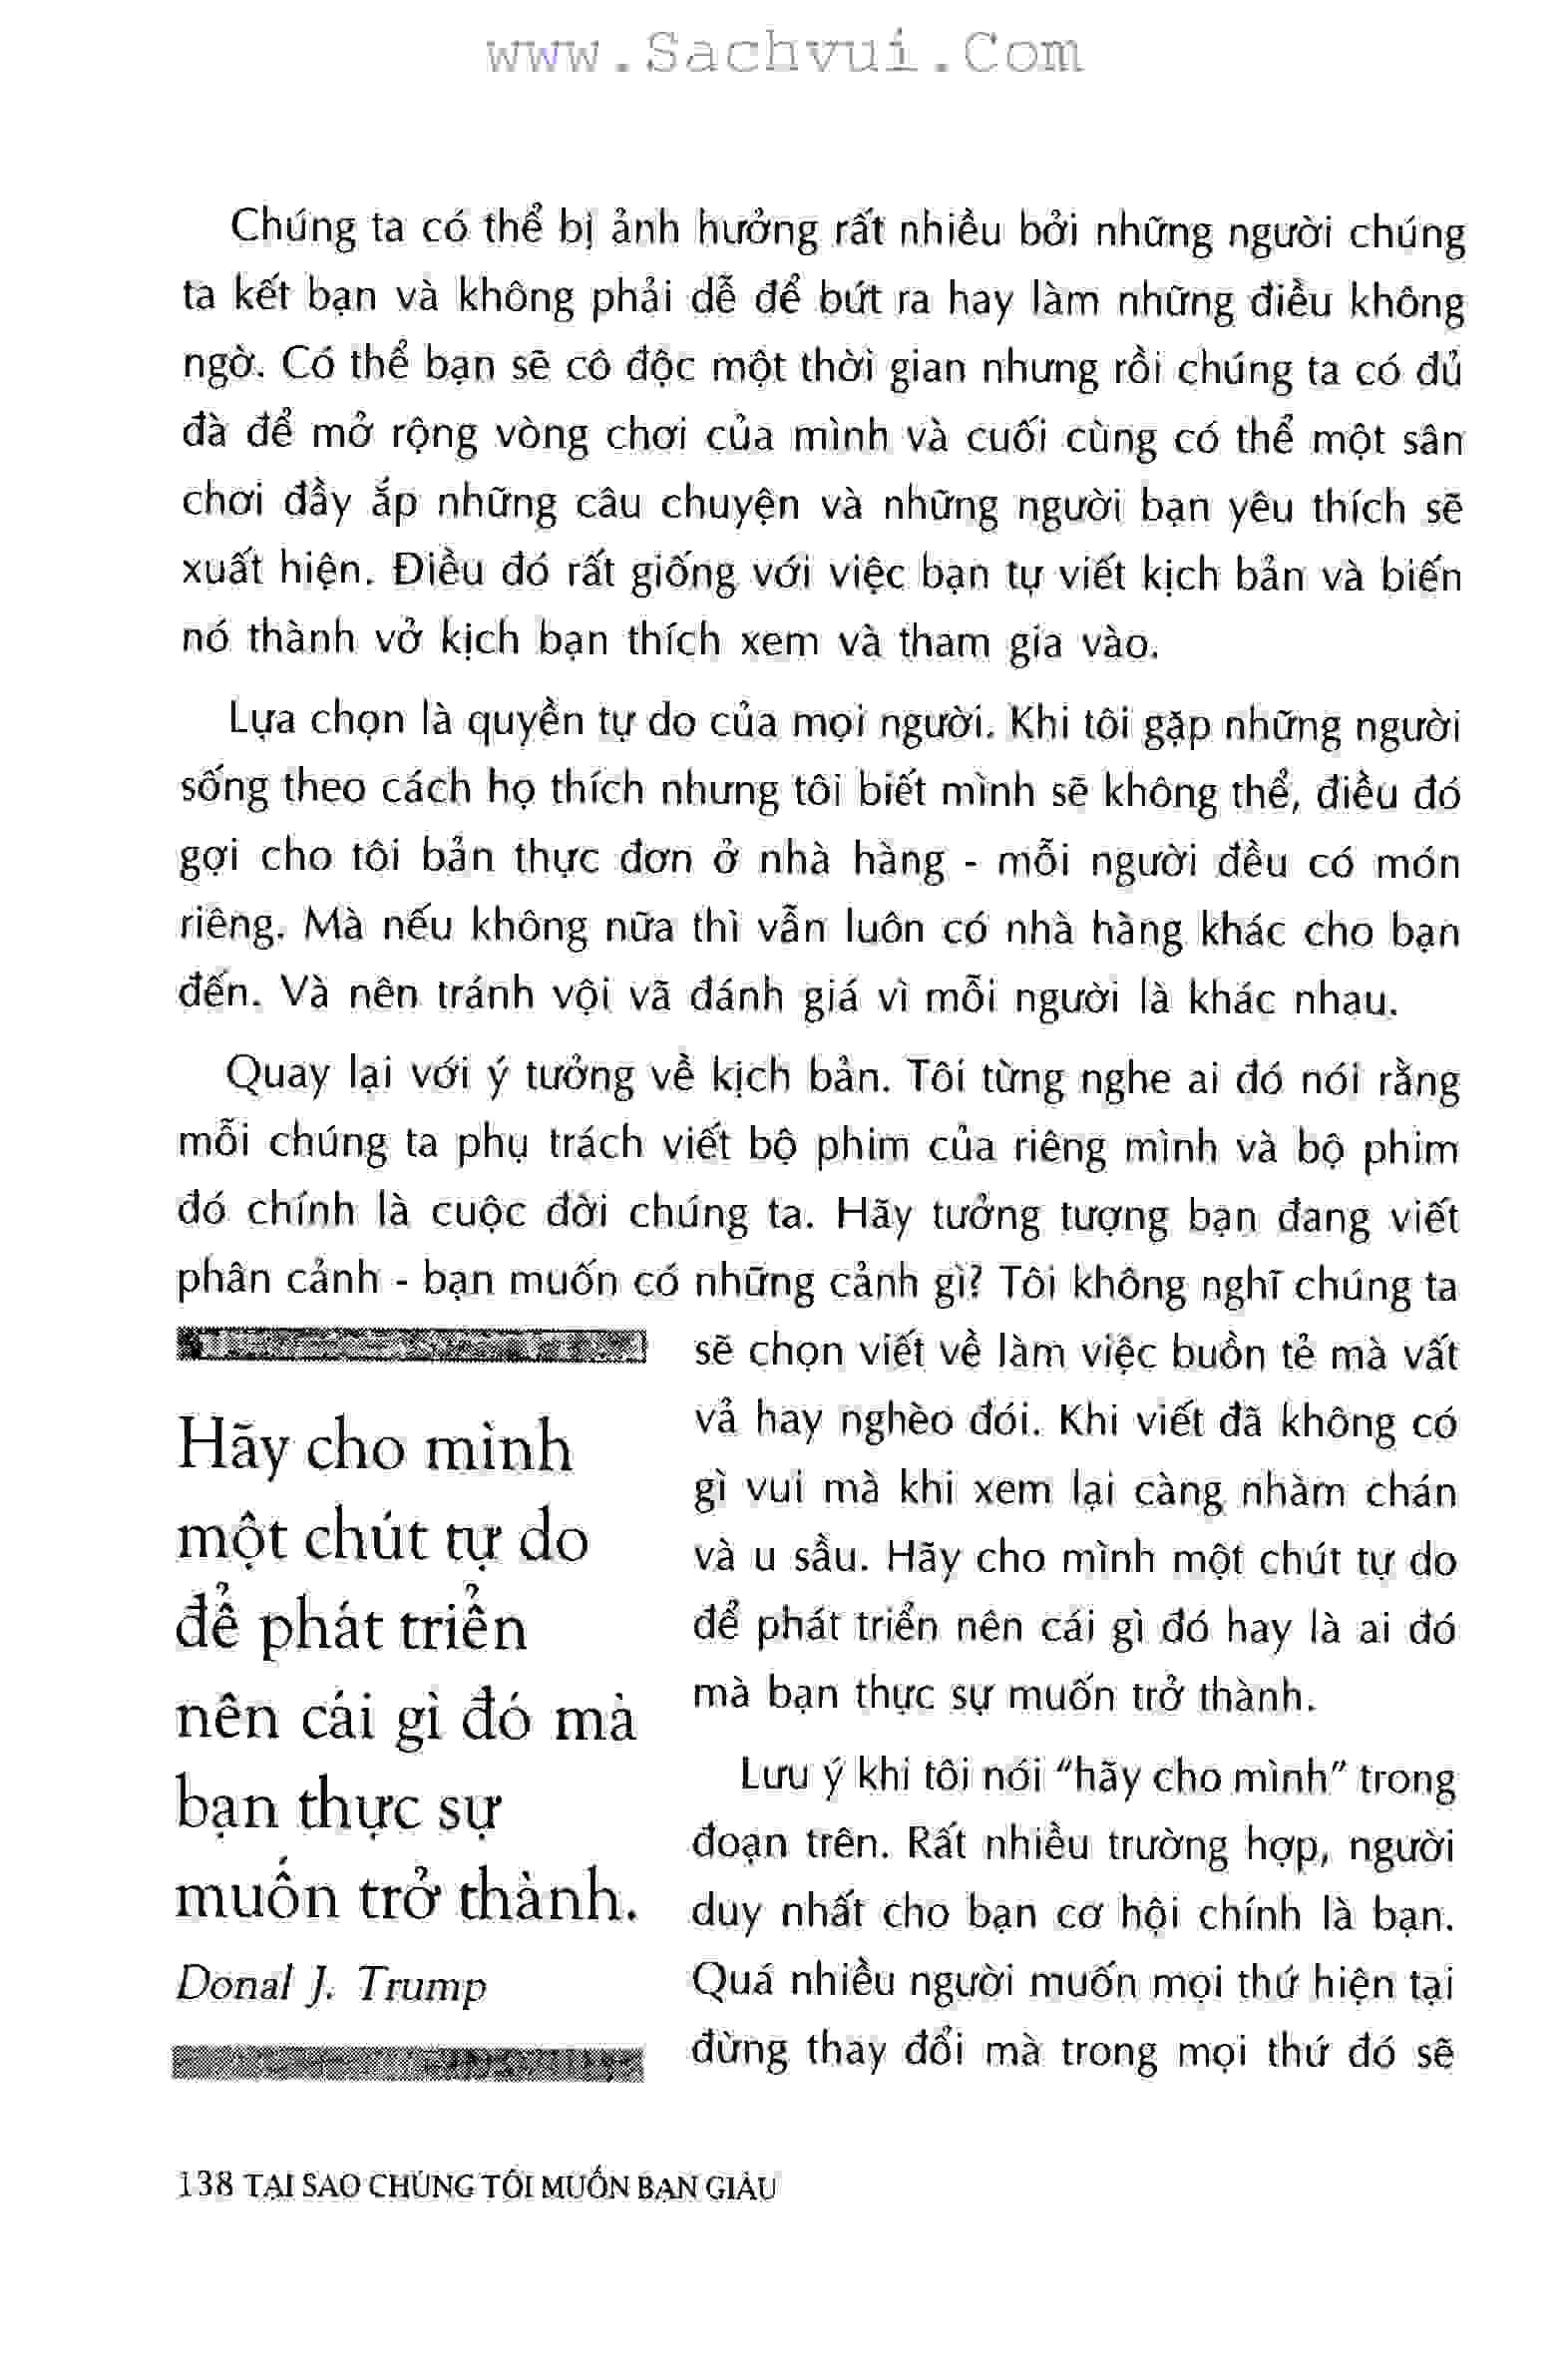 www.Sachvui.Com
Chúng ta có thể bị ảnh hưởng rất nhiều bởi những người chúng
ta kết bạn và không phải dễ để bứt ra hay làm những điều không
ngờ. Có thể bạn sẽ cô độc một thời gian nhưng rồi chúng ta có đủ
đà để mở rộng vòng chơi của mình và cuối cùng có thể một sân
chơi đầy ắp những câu chuyện và những người bạn yêu thích sẽ
xuất hiện. Điều đó rất giống với việc bạn tự viết kịch bản và biến
nó thành vở kịch bạn thích xem và tham gia vào.
Lựa chọn là quyền tự do của mọi người. Khi tôi gặp những người
sống theo cách họ thích nhưng tôi biết mình sẽ không thể, điều đó
gợi cho tôi bản thực đơn ở nhà hàng - mỗi người đều có món
riêng. Mà nếu không nữa thì vẫn luôn có nhà hàng khác cho bạn
đến. Và nên tránh vội vã đánh giá vì mỗi người là khác nhau.
Quay lại với ý tưởng về kịch bản. Tôi từng nghe ai đó nói rằng
mỗi chúng ta phụ trách viết bộ phim của riêng mình và bộ phim
đó chính là cuộc đời chúng ta. Hãy tưởng tượng bạn đang viết
phân cảnh - bạn muốn có những cảnh gì? Tôi không nghĩ chúng ta
sẽ chọn viết về làm việc buồn tẻ mà vất
vả hay nghèo đói. Khi viết đã không có
gì vui mà khi xem lại càng nhàm chán
và u sầu. Hãy cho mình một chút tự do
để phát triển nên cái gì đó hay là ai đó
mà bạn thực sự muốn trở thành.
Lưu ý khi tôi nói "hãy cho mình" trong
đoạn trên. Rất nhiều trường hợp, người
duy nhất cho bạn cơ hội chính là bạn.
Quá nhiều người muốn mọi thứ hiện tại
đừng thay đổi mà trong mọi thứ đó sẽ
Hãy cho mình
một chút tự do
để phát triển
nên cái gì đó mà
bạn thực sự
muốn trở thành.
Donal J. Trump
138 TẠI SAO CHÚNG TÔI MUỐN BẠN GIÀU